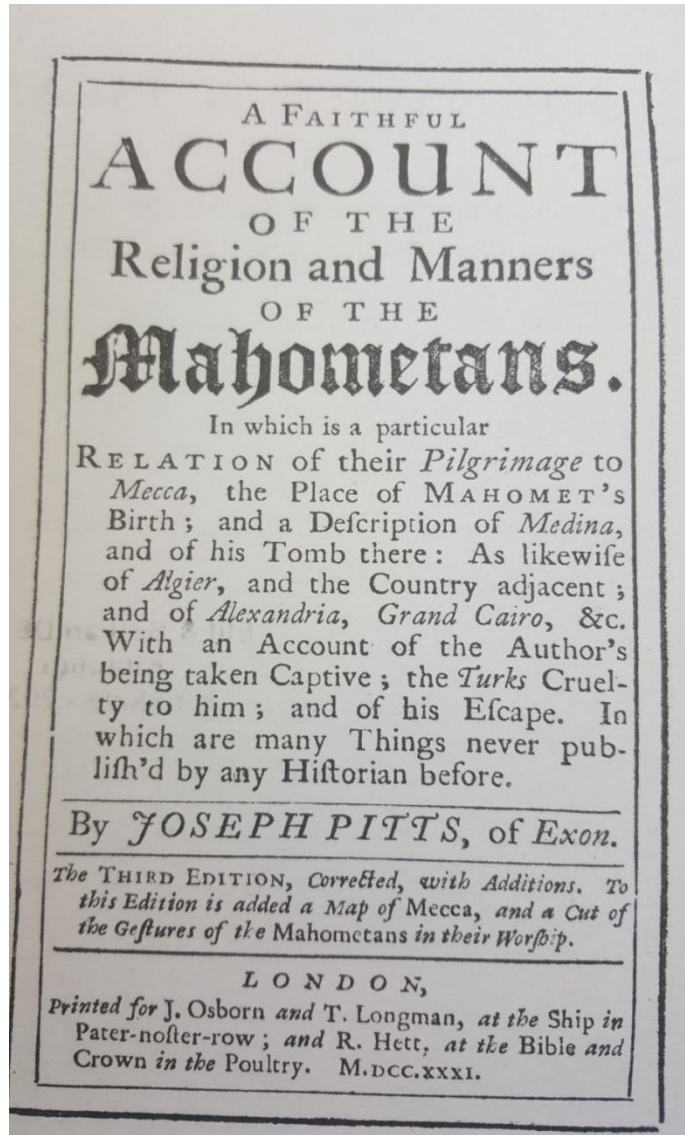 A FAITHFUL
ACCOUNT
OF THE
Religion and Manners
OF THE
Mahometans.
In which is a particular
RELATION of their Pilgrimage to
Mecca, the Place of MAHOMET'S
Birth; and a Deſcription of Medina,
and of his Tomb there: As likewiſe
of Algier, and the Country adjacent;
and of Alexandria, Grand Cairo, &c.
With an Account of the Author's
being taken Captive; the Turks Cruel-
ty to him; and of his Eſcape. In
which are many Things never pub-
liſh'd by any Hiſtorian before.
By JOSEPH PITTS, of Exon.
The THIRD EDITION, Corrected, with Additions. To
this Edition is added a Map of Mecca, and a Cut of
the Geſtures of the Mahometans in their Worſhip.
LONDON,
Printed for J. Osborn and T. Longman, at the Ship in
Pater-noſter-row; and R. Hett, at the Bible and
Crown in the Poultry. M.DCC.XXXI.